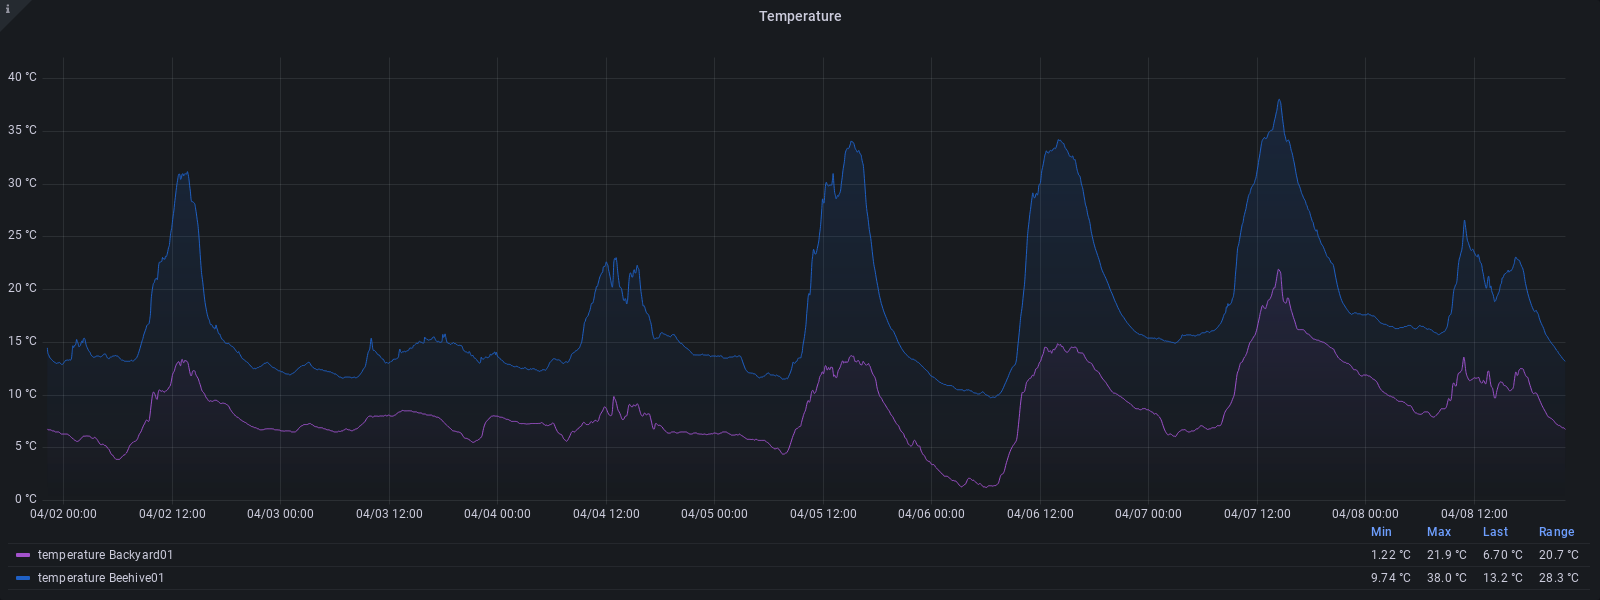 i
Temperature
40 °C
35 °C
30 °C
25 °C
20 °C
15 °C
10 °C
5 °C
0 °C
04/02 00:00 04/02 12:00 04/03 00:00 04/03 12:00 04/04 00:00 04/04 12:00 04/05 00:00 04/05 12:00 04/06 00:00 04/06 12:00 04/07 00:00 04/07 12:00 04/08 00:00 04/08 12:00
Min Max Last Range
temperature Backyard01 1.22 °C 21.9 °C 6.70 °C 20.7 °C
temperature Beehive01 9.74 °C 38.0 °C 13.2 °C 28.3 °C